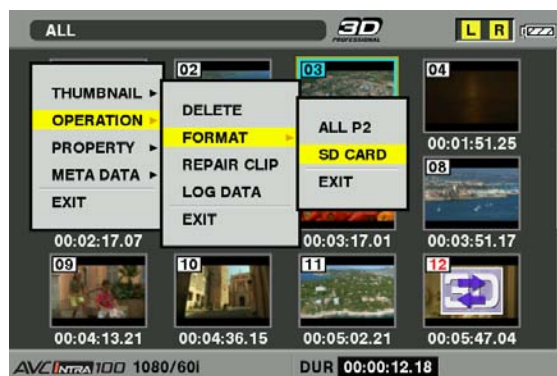 ALL
3D
PROFESSIONAL
L R
02
03
04
THUMBNAIL
OPERATION
PROPERTY
META DATA
EXIT
DELETE
FORMAT
REPAIR CLIP
LOG DATA
EXIT
ALL P2
SD CARD
EXIT
00:01:51.25
08
00:02:17.07
00:03:17.01
00:03:51.17
09
10
11
12
3D
00:04:13.21
00:04:36.15
00:05:02.21
00:05:47.04
AVC INTRA 100 1080/60i
DUR 00:00:12.18